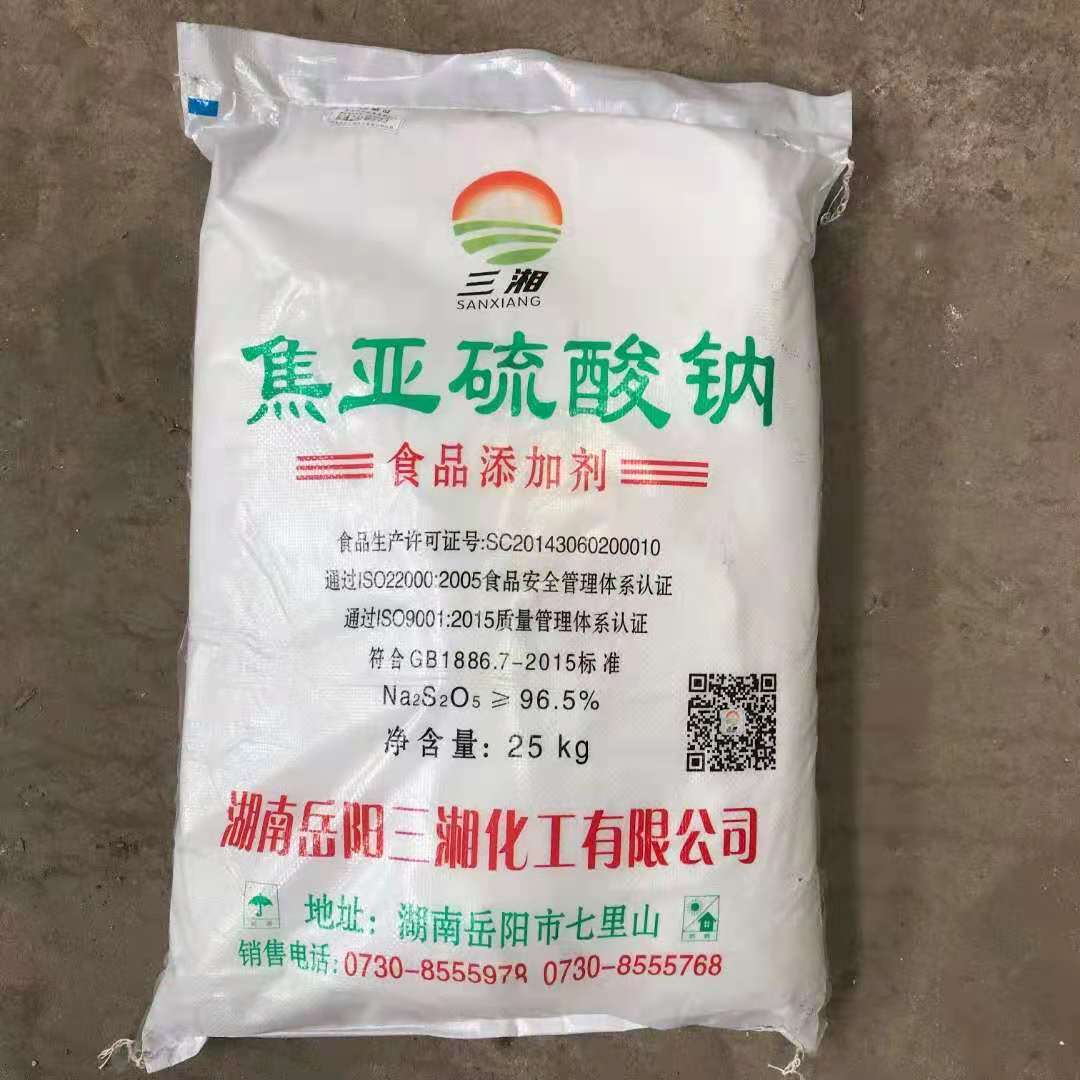 三湘
SANXIANG
焦亚硫酸钠
食品添加剂
食品生产许可证号:SC20143060200010
通过ISO22000:2005食品安全管理体系认证
通过ISO9001:2015质量管理体系认证
符合GB1886.7-2015标准
Na₂S₂O₅ ≥ 96.5%
净含量: 25 kg
湖南岳阳三湘化工有限公司
地址: 湖南岳阳市七里山
销售电话:0730-8555978 0730-8555768